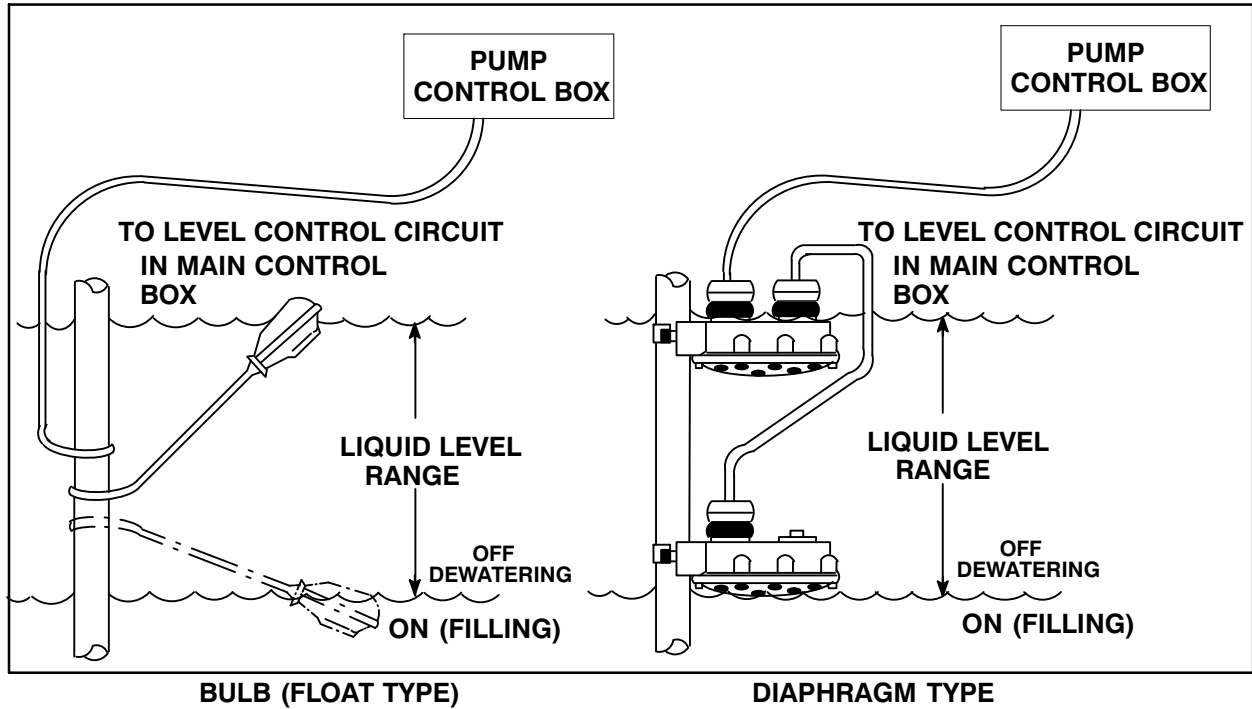 PUMP
CONTROL BOX
TO LEVEL CONTROL CIRCUIT
IN MAIN CONTROL
BOX
LIQUID LEVEL
RANGE
OFF
DEWATERING
ON (FILLING)
BULB (FLOAT TYPE)
PUMP
CONTROL BOX
TO LEVEL CONTROL CIRCUIT
IN MAIN CONTROL
BOX
LIQUID LEVEL
RANGE
OFF
DEWATERING
ON (FILLING)
DIAPHRAGM TYPE